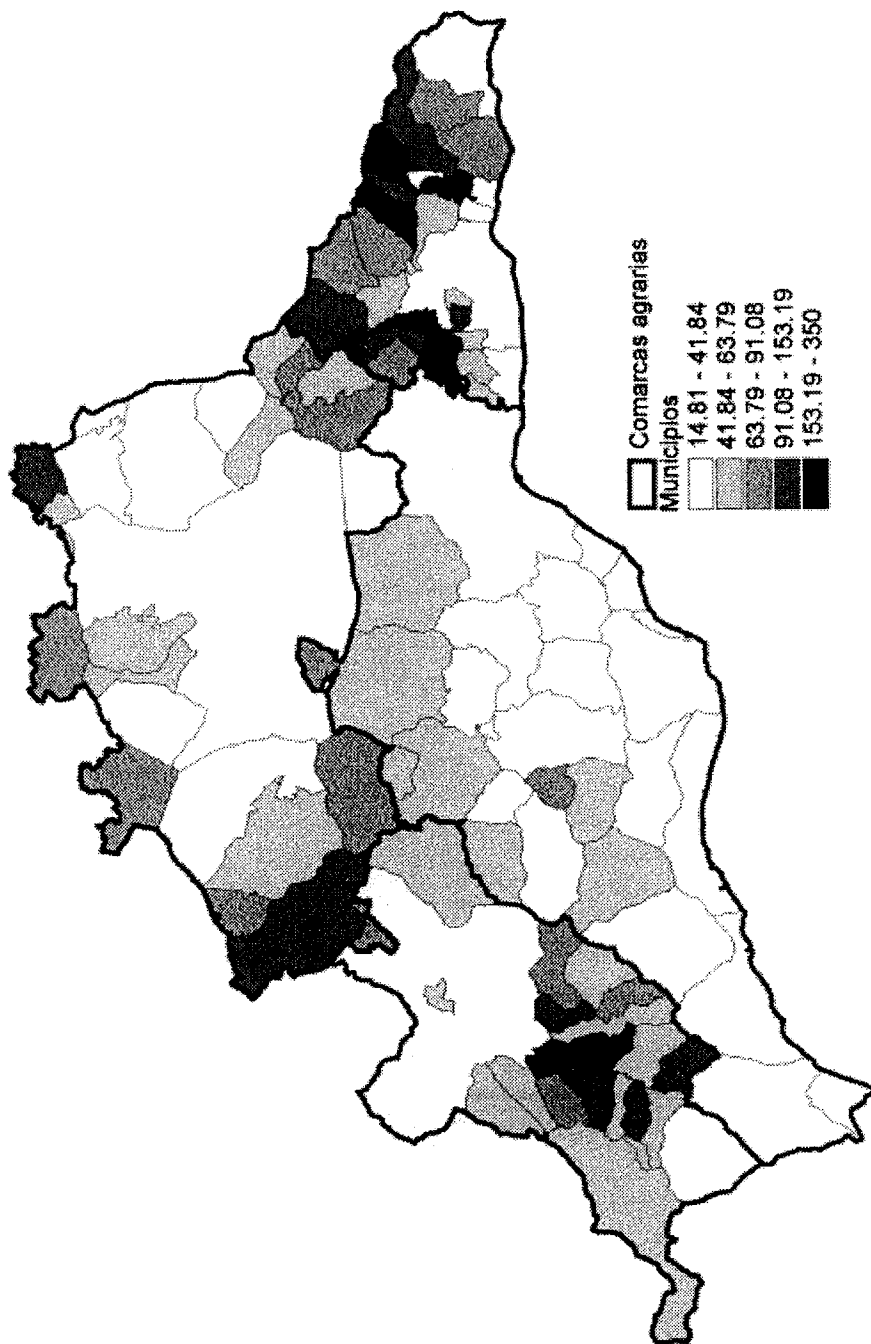 Comarcas agrarias
Municipios
14.81 - 41.84
41.84 - 63.79
63.79 - 91.08
91.08 - 153.19
153.19 - 350